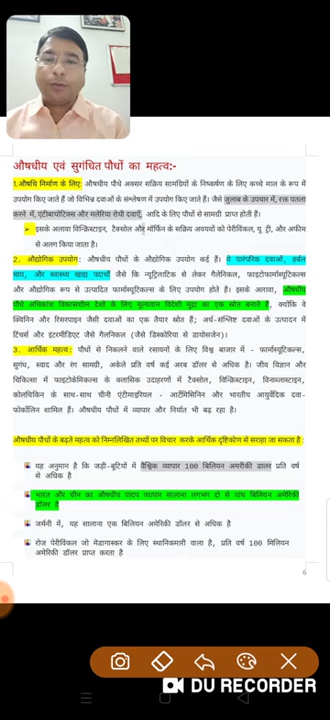 औषधीय एवं सुगंधित पौधों का महत्व:-
1.औषधि निर्माण के लिए: औषधीय पौधे अक्सर सक्रिय सामग्रियों के निष्कर्षण के लिए कच्चे माल के रूप में
उपयोग किए जाते हैं जो विभिन्न दवाओं के संश्लेषण में उपयोग किए जाते हैं। जैसे जुलाब के उपचार में, रक्त पतला
करने में, एंटीबायोटिक्स और मलेरिया रोधी दवाएँ, आदि के लिए पौधों से सामग्री प्राप्त होती है।
इसके अलावा विन्क्रिस्टाइन, टैक्सोल और मॉर्फिन के सक्रिय अवयवों को पेरीविंकल, यू ट्री, और अफीम
से अलग किया जाता है।
2. औद्योगिक उपयोग: औषधीय पौधों के औद्योगिक उपयोग कई हैं। ये पारंपरिक दवाओं, हर्बल
चाय, और स्वास्थ्य खाद्य पदार्थों जैसे कि न्यूट्रिलाटिक से लेकर गैलेनिकल, फाइटोफार्मास्यूटिकल्स
और औद्योगिक रूप से उत्पादित फार्मास्यूटिकल्स के लिए उपयोग होते हैं। इसके अलावा, औषधीय
पौधे अधिकांश विकासशील देशों के लिए मूल्यवान विदेशी मुद्रा का एक स्रोत बनाते हैं, क्योंकि वे
क्विनिन और रिसरपाइन जैसी दवाओं का एक तैयार स्रोत हैं; अर्ध-संश्लिष्ट दवाओं के उत्पादन में
टिंचर्स और इंटरमीडिएट जैसे गैलनिकल (जैसे डिस्कोरिया से डायोसजेन)।
3. आर्थिक महत्व: पौधों से निकलने वाले रसायनों के लिए विश्व बाजार में - फार्मास्यूटिकल्स,
सुगंध, स्वाद और रंग सामग्री, अकेले प्रति वर्ष कई अरब डॉलर से अधिक है। जीव विज्ञान और
चिकित्सा में फाइटोकेमिकल्स के क्लासिक उदाहरणों में टैक्सोल, विन्क्रिस्टाइन, विनाब्लास्टाइन,
कोलचिकिन के साथ-साथ चीनी एंटीमाइरियल - आर्टेमिसिनिन और भारतीय आयुर्वेदिक दवा-
फोर्कोलिन शामिल हैं। औषधीय पौधों में व्यापार और निर्यात भी बढ़ रहा है।
औषधीय पौधों के बढ़ते महत्व को निम्नलिखित तथ्यों पर विचार करके आर्थिक दृष्टिकोण से सराहा जा सकता है :
यह अनुमान है कि जड़ी-बूटियों में वैश्विक व्यापार 100 बिलियन अमरीकी डालर प्रति वर्ष
से अधिक है
भारत और चीन का औषधीय पादप व्यापार सालाना लगभग दो से पांच बिलियन अमेरिकी
डॉलर है
जर्मनी में, यह सालाना एक बिलियन अमेरिकी डॉलर से अधिक है
रोज पेरीविंकल जो मेडागास्कर के लिए स्थानिकमारी वाला है, प्रति वर्ष 100 मिलियन
अमेरिकी डॉलर प्राप्त करता है
6
DU RECORDER